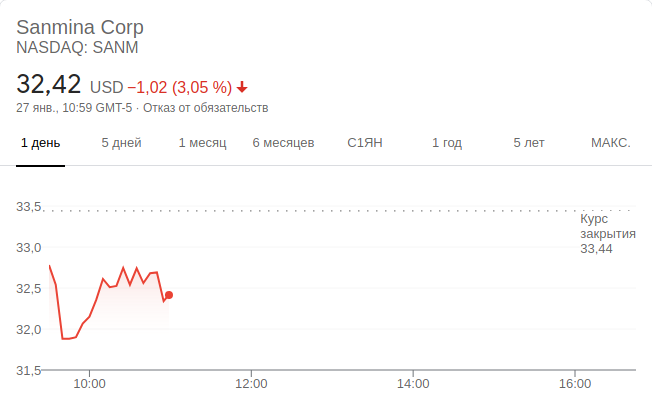 Sanmina Corp
NASDAQ: SANM
32,42 USD −1,02 (3,05 %)
27 янв., 10:59 GMT-5 · Отказ от обязательств
1 день 5 дней 1 месяц 6 месяцев С1ЯН 1 год 5 лет МАКС.
33,5
Курс
закрытия
33,44
33,0
32,5
32,0
31,5
10:00 12:00 14:00 16:00